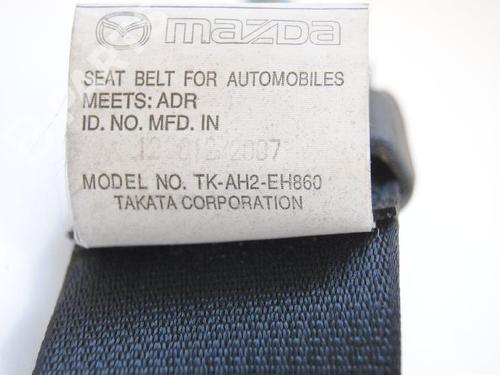 mazda
SEAT BELT FOR AUTOMOBILES
MEETS: ADR
ID. NO. MFD. IN
MODEL NO. TK-AH2-EH860
TAKATA CORPORATION